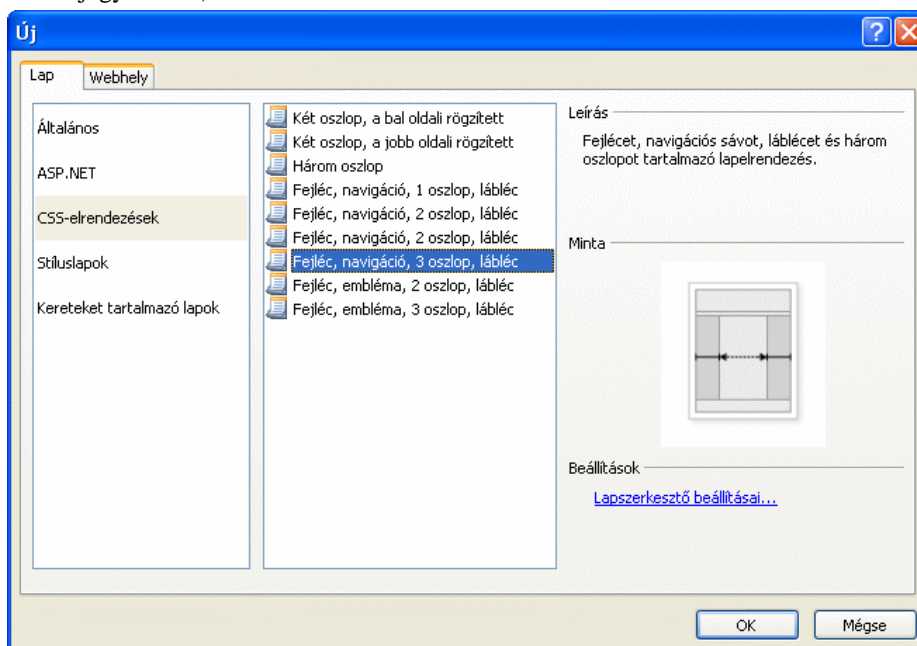 Új
Lap
Webhely
Általános
ASP.NET
CSS-elrendezések
Stíluslapok
Kereteket tartalmazó lapok
Két oszlop, a bal oldali rögzített
Két oszlop, a jobb oldali rögzített
Három oszlop
Fejléc, navigáció, 1 oszlop, lábléc
Fejléc, navigáció, 2 oszlop, lábléc
Fejléc, navigáció, 2 oszlop, lábléc
Fejléc, navigáció, 3 oszlop, lábléc
Fejléc, embléma, 2 oszlop, lábléc
Fejléc, embléma, 3 oszlop, lábléc
Leírás
Fejlécet, navigációs sávot, láblécet és három
oszlopot tartalmazó lapelrendezés.
Minta
Beállítások
Lapszerkesztő beállításai...
OK
Mégse